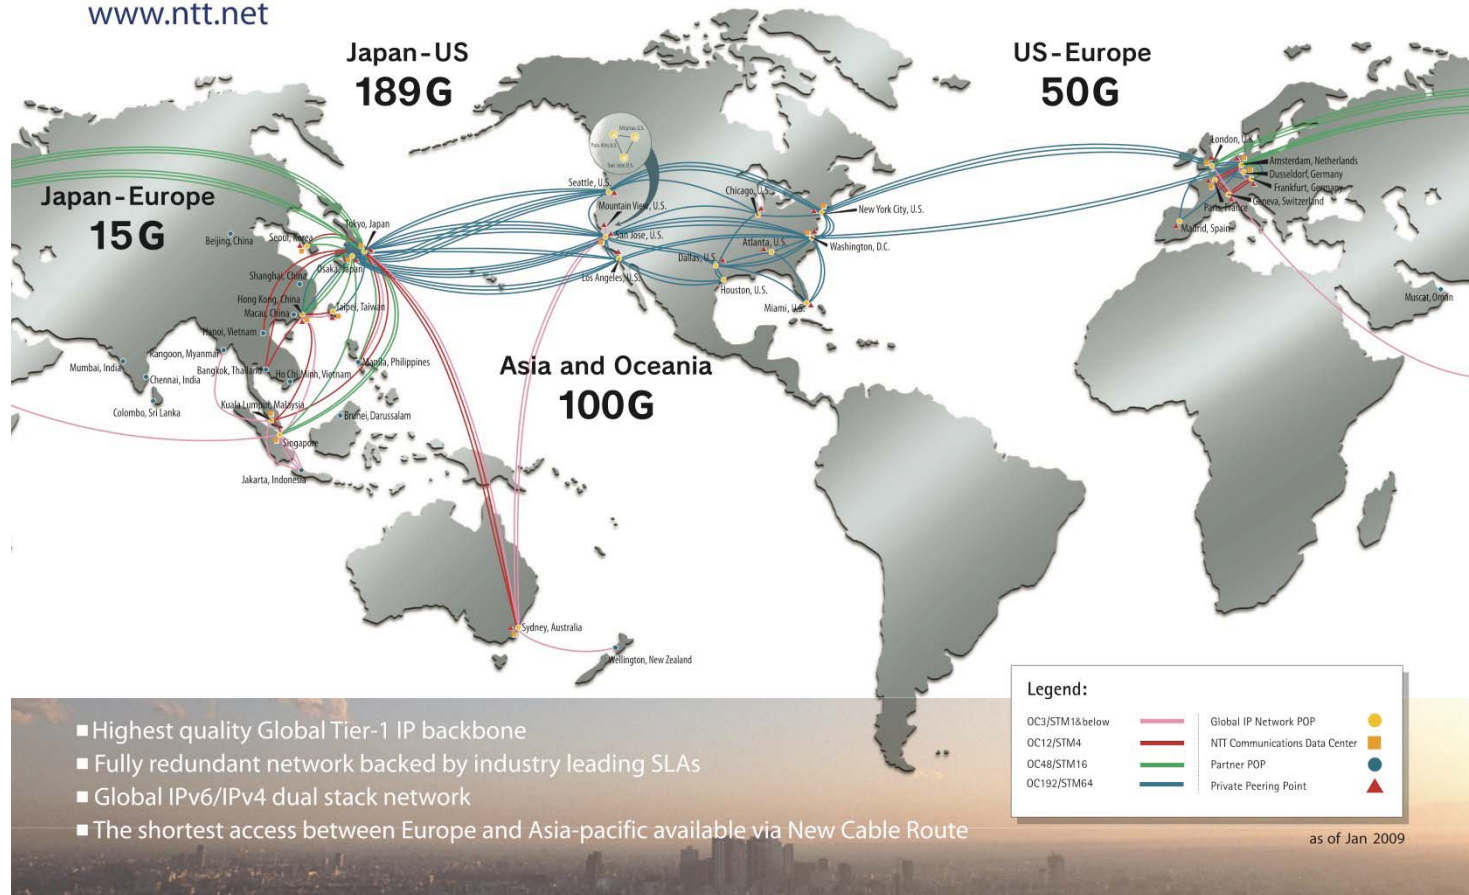 www.ntt.net
Japan-US
189G
US-Europe
50G
Japan-Europe
15G
Asia and Oceania
100G
Milpitas, U.S.
San Jose, U.S.
Seattle, U.S.
Mountain View, U.S.
San Jose, U.S.
Los Angeles, U.S.
Chicago, U.S.
New York City, U.S.
Washington, D.C.
Atlanta, U.S.
Dallas, U.S.
Houston, U.S.
Miami, U.S.
London, U.K.
Amsterdam, Netherlands
Dusseldorf, Germany
Frankfurt, Germany
Geneva, Switzerland
Paris, France
Madrid, Spain
Muscat, Oman
Tokyo, Japan
Beijing, China
Seoul, Korea
Osaka, Japan
Shanghai, China
Hong Kong, China
Macau, China
Taipei, Taiwan
Hanoi, Vietnam
Rangoon, Myanmar
Mumbai, India
Bangkok, Thailand
Manila, Philippines
Chennai, India
Ho Chi Minh, Vietnam
Colombo, Sri Lanka
Kuala Lumpur, Malaysia
Brunei, Darussalam
Singapore
Jakarta, Indonesia
Sydney, Australia
Wellington, New Zealand
Highest quality Global Tier-1 IP backbone
Fully redundant network backed by industry leading SLAs
Global IPv6/IPv4 dual stack network
The shortest access between Europe and Asia-pacific available via New Cable Route
Legend:
OC3/STM1&below
OC12/STM4
OC48/STM16
OC192/STM64
Global IP Network POP
NTT Communications Data Center
Partner POP
Private Peering Point
as of Jan 2009